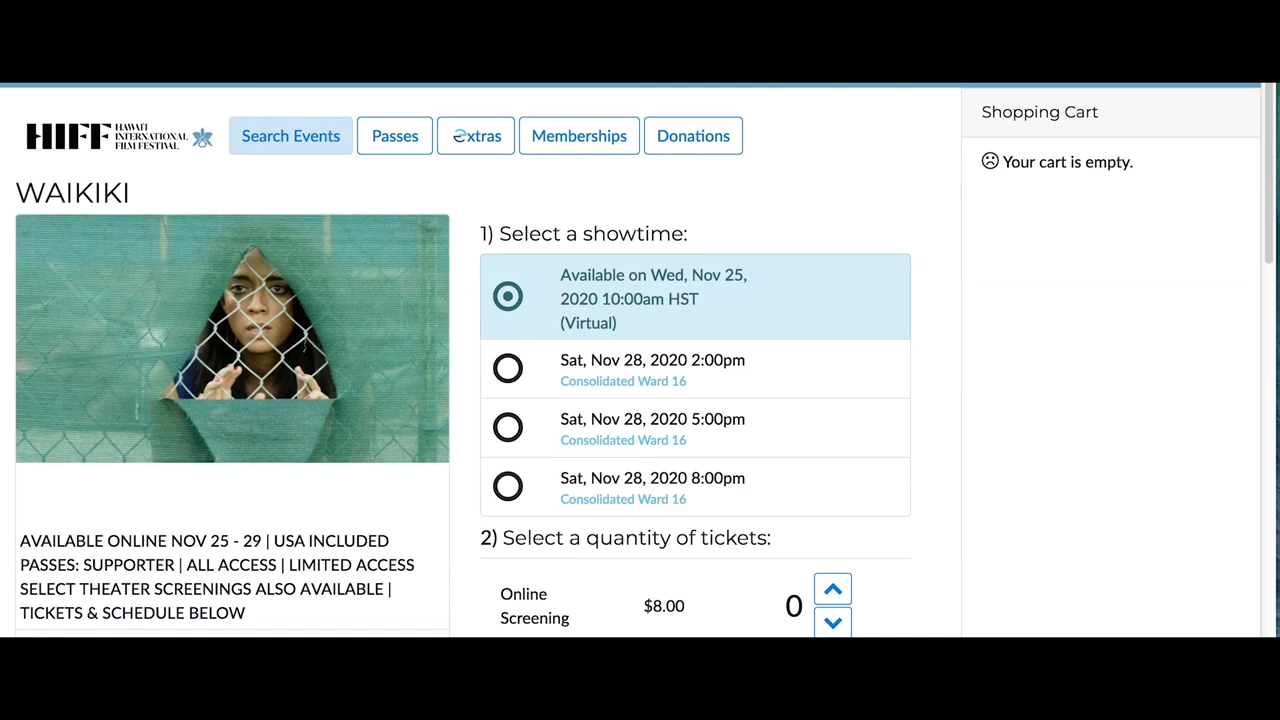 HIFF HAWAI'I
INTERNATIONAL
FILM FESTIVAL
Search Events
Passes
extras
Memberships
Donations
Shopping Cart
Your cart is empty.
WAIKIKI
1) Select a showtime:
Available on Wed, Nov 25,
2020 10:00am HST
(Virtual)
Sat, Nov 28, 2020 2:00pm
Consolidated Ward 16
Sat, Nov 28, 2020 5:00pm
Consolidated Ward 16
Sat, Nov 28, 2020 8:00pm
Consolidated Ward 16
AVAILABLE ONLINE NOV 25 - 29 | USA INCLUDED
PASSES: SUPPORTER | ALL ACCESS | LIMITED ACCESS
SELECT THEATER SCREENINGS ALSO AVAILABLE |
TICKETS & SCHEDULE BELOW
2) Select a quantity of tickets:
Online
Screening
$8.00
0